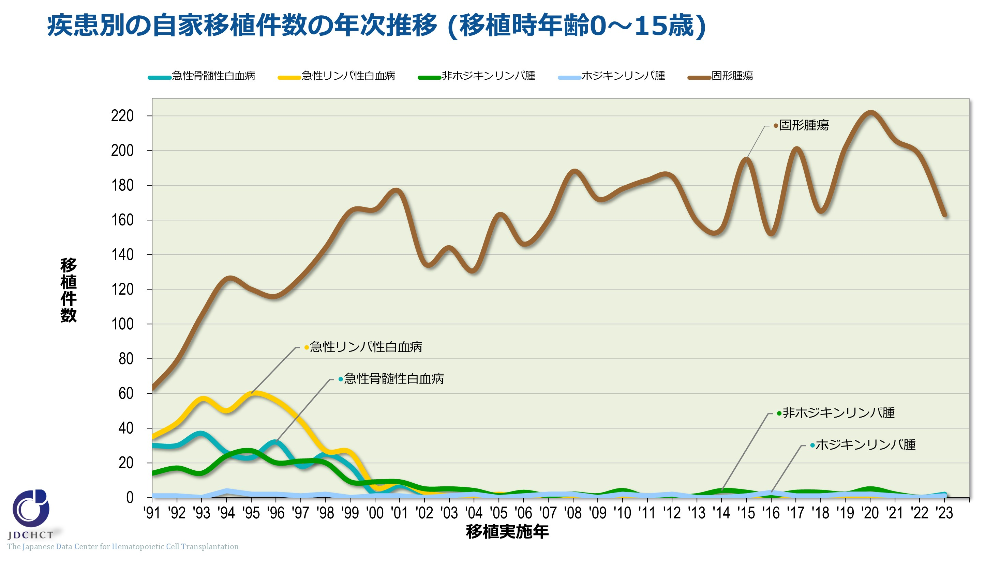 疾患別の自家移植件数の年次推移 (移植時年齢0～15歳)
急性骨髄性白血病
急性リンパ性白血病
非ホジキンリンパ腫
ホジキンリンパ腫
固形腫瘍
220
200
180
160
140
120
100
80
60
40
20
0
移植件数
固形腫瘍
急性リンパ性白血病
急性骨髄性白血病
非ホジキンリンパ腫
ホジキンリンパ腫
'91 '92 '93 '94 '95 '96 '97 '98 '99 '00 '01 '02 '03 '04 '05 '06 '07 '08 '09 '10 '11 '12 '13 '14 '15 '16 '17 '18 '19 '20 '21 '22 '23
移植実施年
JDCHCT
The Japanese Data Center for Hematopoietic Cell Transplantation